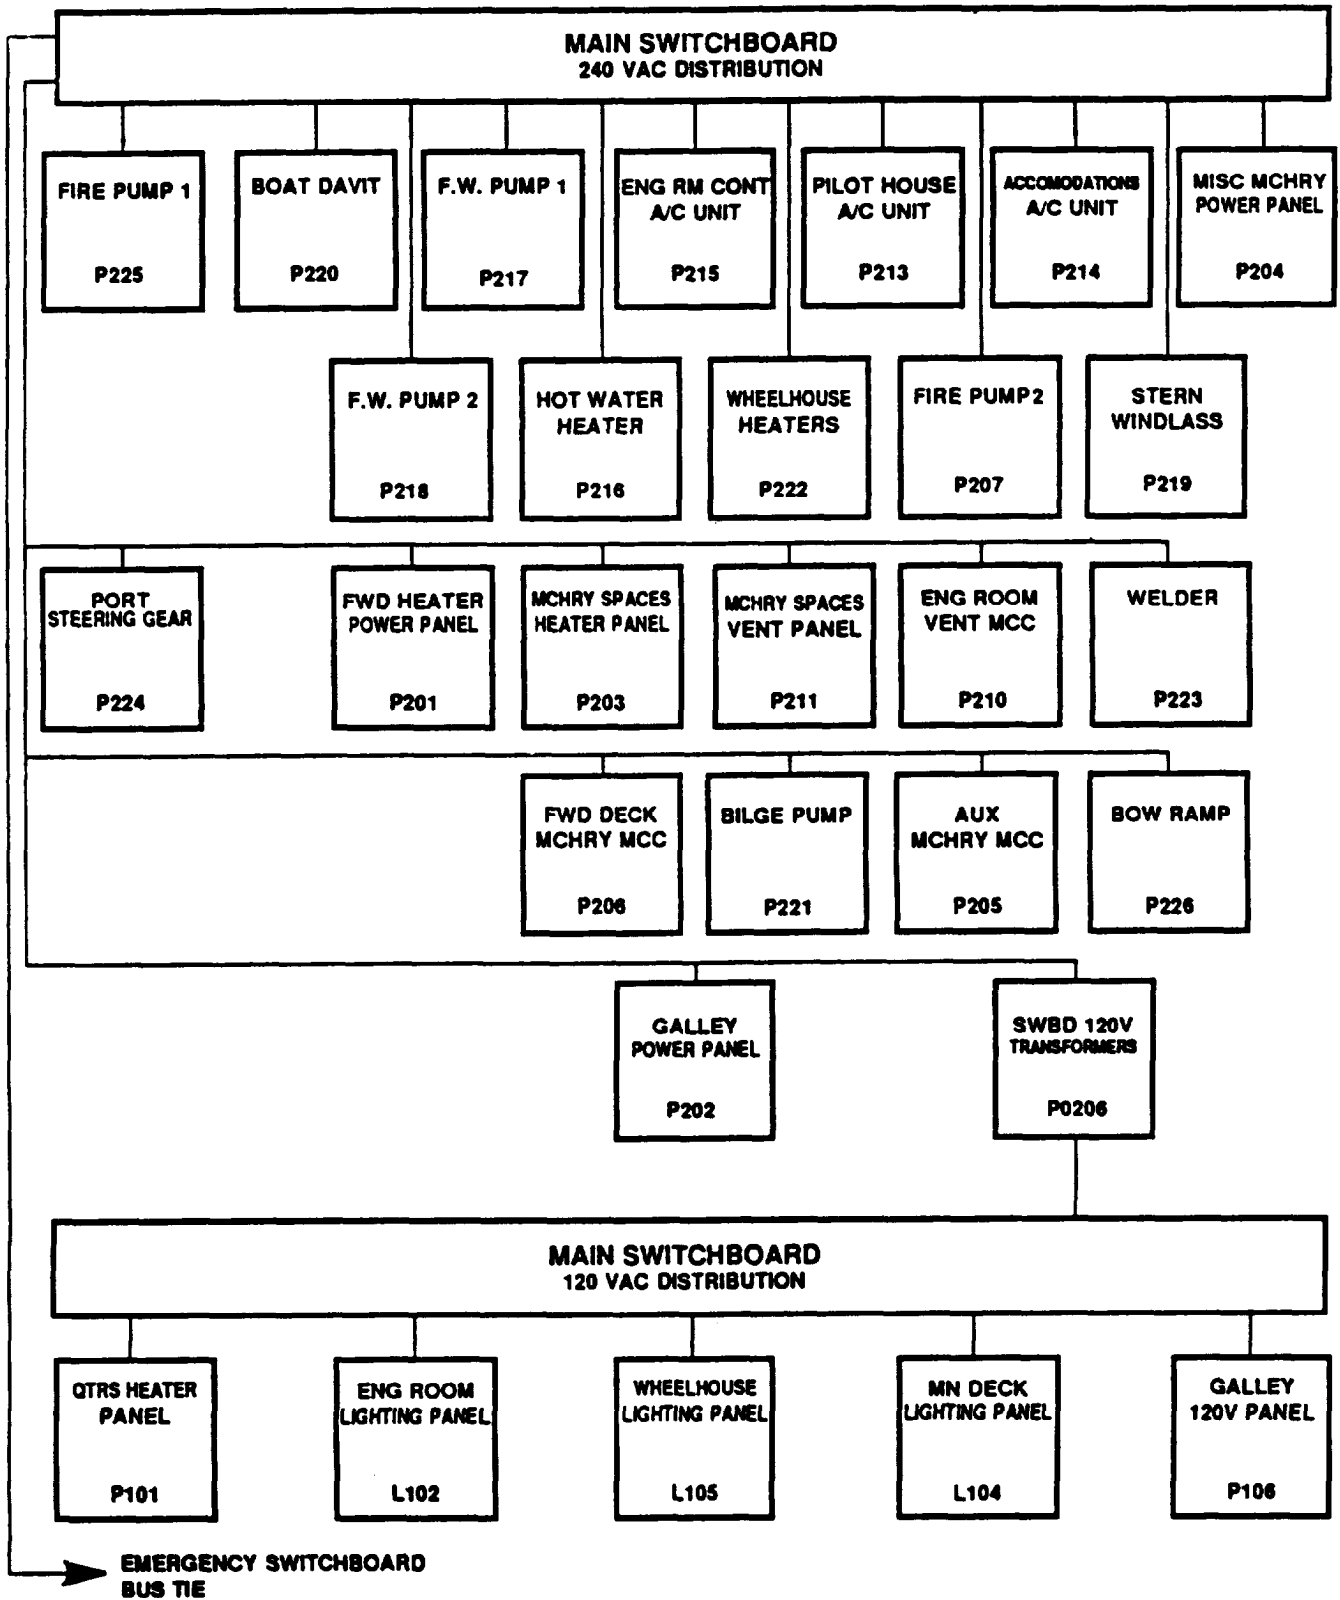 MAIN SWITCHBOARD
240 VAC DISTRIBUTION
FIRE PUMP 1
P225
BOAT DAVIT
P220
F.W. PUMP 1
P217
ENG RM CONT
A/C UNIT
P215
PILOT HOUSE
A/C UNIT
P213
ACCOMODATIONS
A/C UNIT
P214
MISC MCHRY
POWER PANEL
P204
F.W. PUMP 2
P218
HOT WATER
HEATER
P216
WHEELHOUSE
HEATERS
P222
FIRE PUMP2
P207
STERN
WINDLASS
P219
PORT
STEERING GEAR
P224
FWD HEATER
POWER PANEL
P201
MCHRY SPACES
HEATER PANEL
P203
MCHRY SPACES
VENT PANEL
P211
ENG ROOM
VENT MCC
P210
WELDER
P223
FWD DECK
MCHRY MCC
P206
BILGE PUMP
P221
AUX
MCHRY MCC
P205
BOW RAMP
P226
GALLEY
POWER PANEL
P202
SWBD 120V
TRANSFORMERS
P0206
MAIN SWITCHBOARD
120 VAC DISTRIBUTION
QTRS HEATER
PANEL
P101
ENG ROOM
LIGHTING PANEL
L102
WHEELHOUSE
LIGHTING PANEL
L105
MN DECK
LIGHTING PANEL
L104
GALLEY
120V PANEL
P106
EMERGENCY SWITCHBOARD
BUS TIE